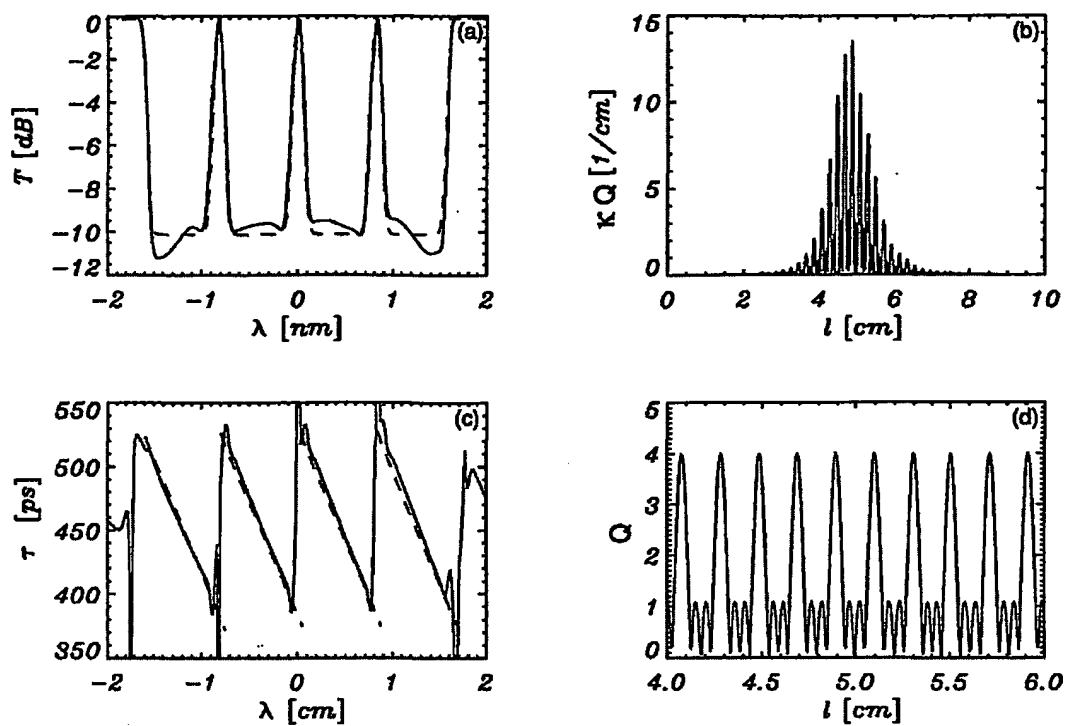 (a)
T [dB]
0
-2
-4
-6
-8
-10
-12
-2 -1 0 1 2
λ [nm]
(b)
κQ [1/cm]
15
10
5
0
0 2 4 6 8 10
l [cm]
(c)
τ [ps]
550
500
450
400
350
-2 -1 0 1 2
λ [cm]
(d)
Q
5
4
3
2
1
0
4.0 4.5 5.0 5.5 6.0
l [cm]